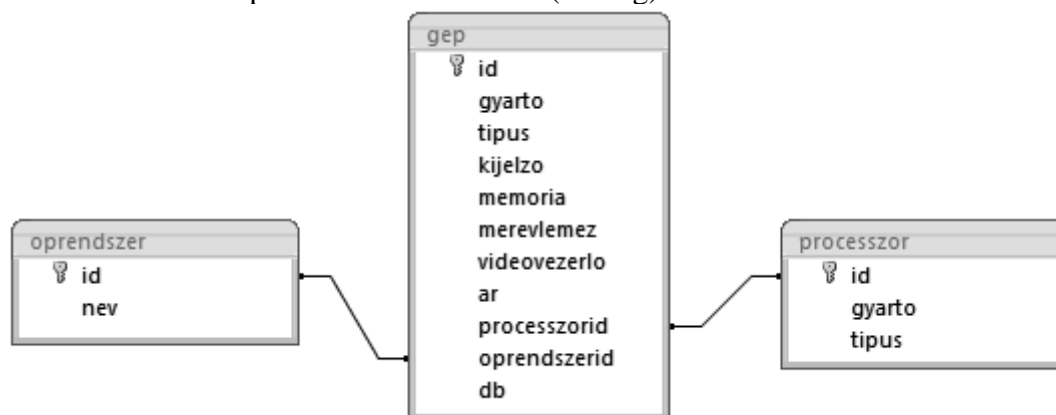 gep
id
gyarto
tipus
kijelzo
memoria
merevlemez
videovezerlo
ar
processzorid
oprendszerid
db
oprendszer
id
nev
processzor
id
gyarto
tipus